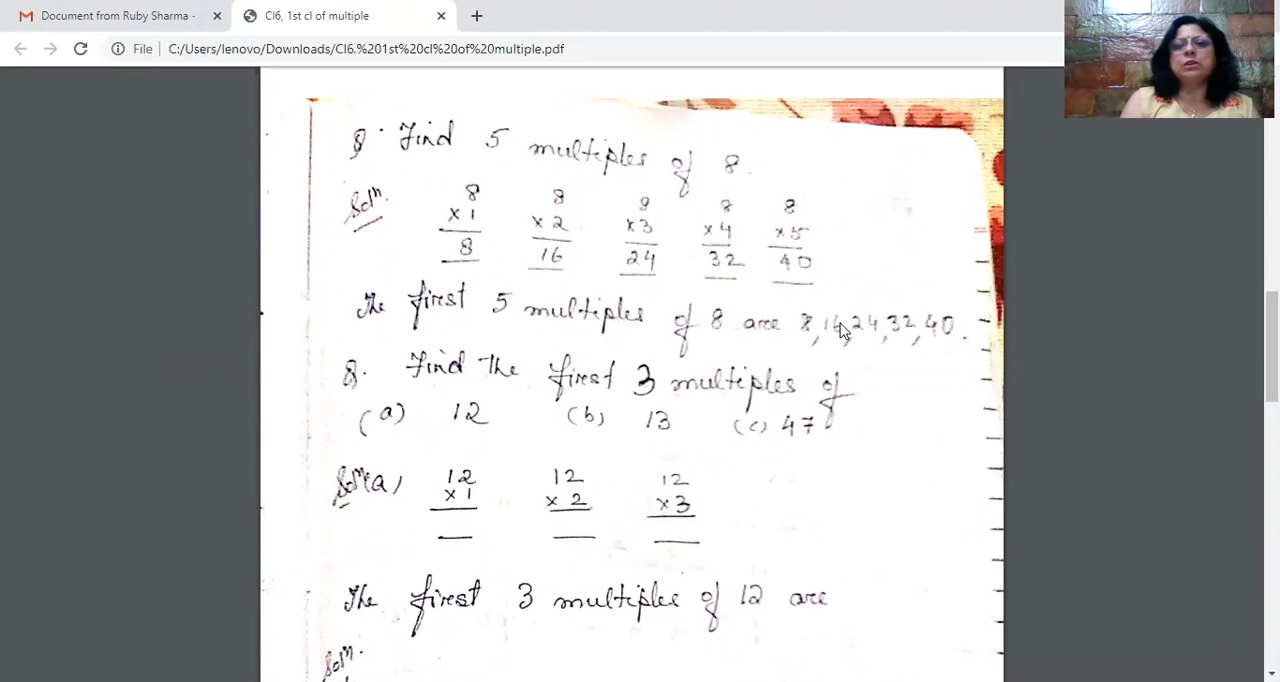 Document from Ruby Sharma -
Cl6, 1st cl of multiple
File C:/Users/lenovo/Downloads/Cl6.%201st%20cl%20of%20multiple.pdf
Q. Find 5 multiples of 8.
Soln. 8 8 8 8 8
×1 ×2 ×3 ×4 ×5
8 16 24 32 40
The first 5 multiples of 8 are 8,16,24,32,40.
Q. Find the first 3 multiples of
(a) 12 (b) 13 (c) 47
Soln(a) 12 12 12
×1 ×2 ×3
The first 3 multiples of 12 are
Soln.